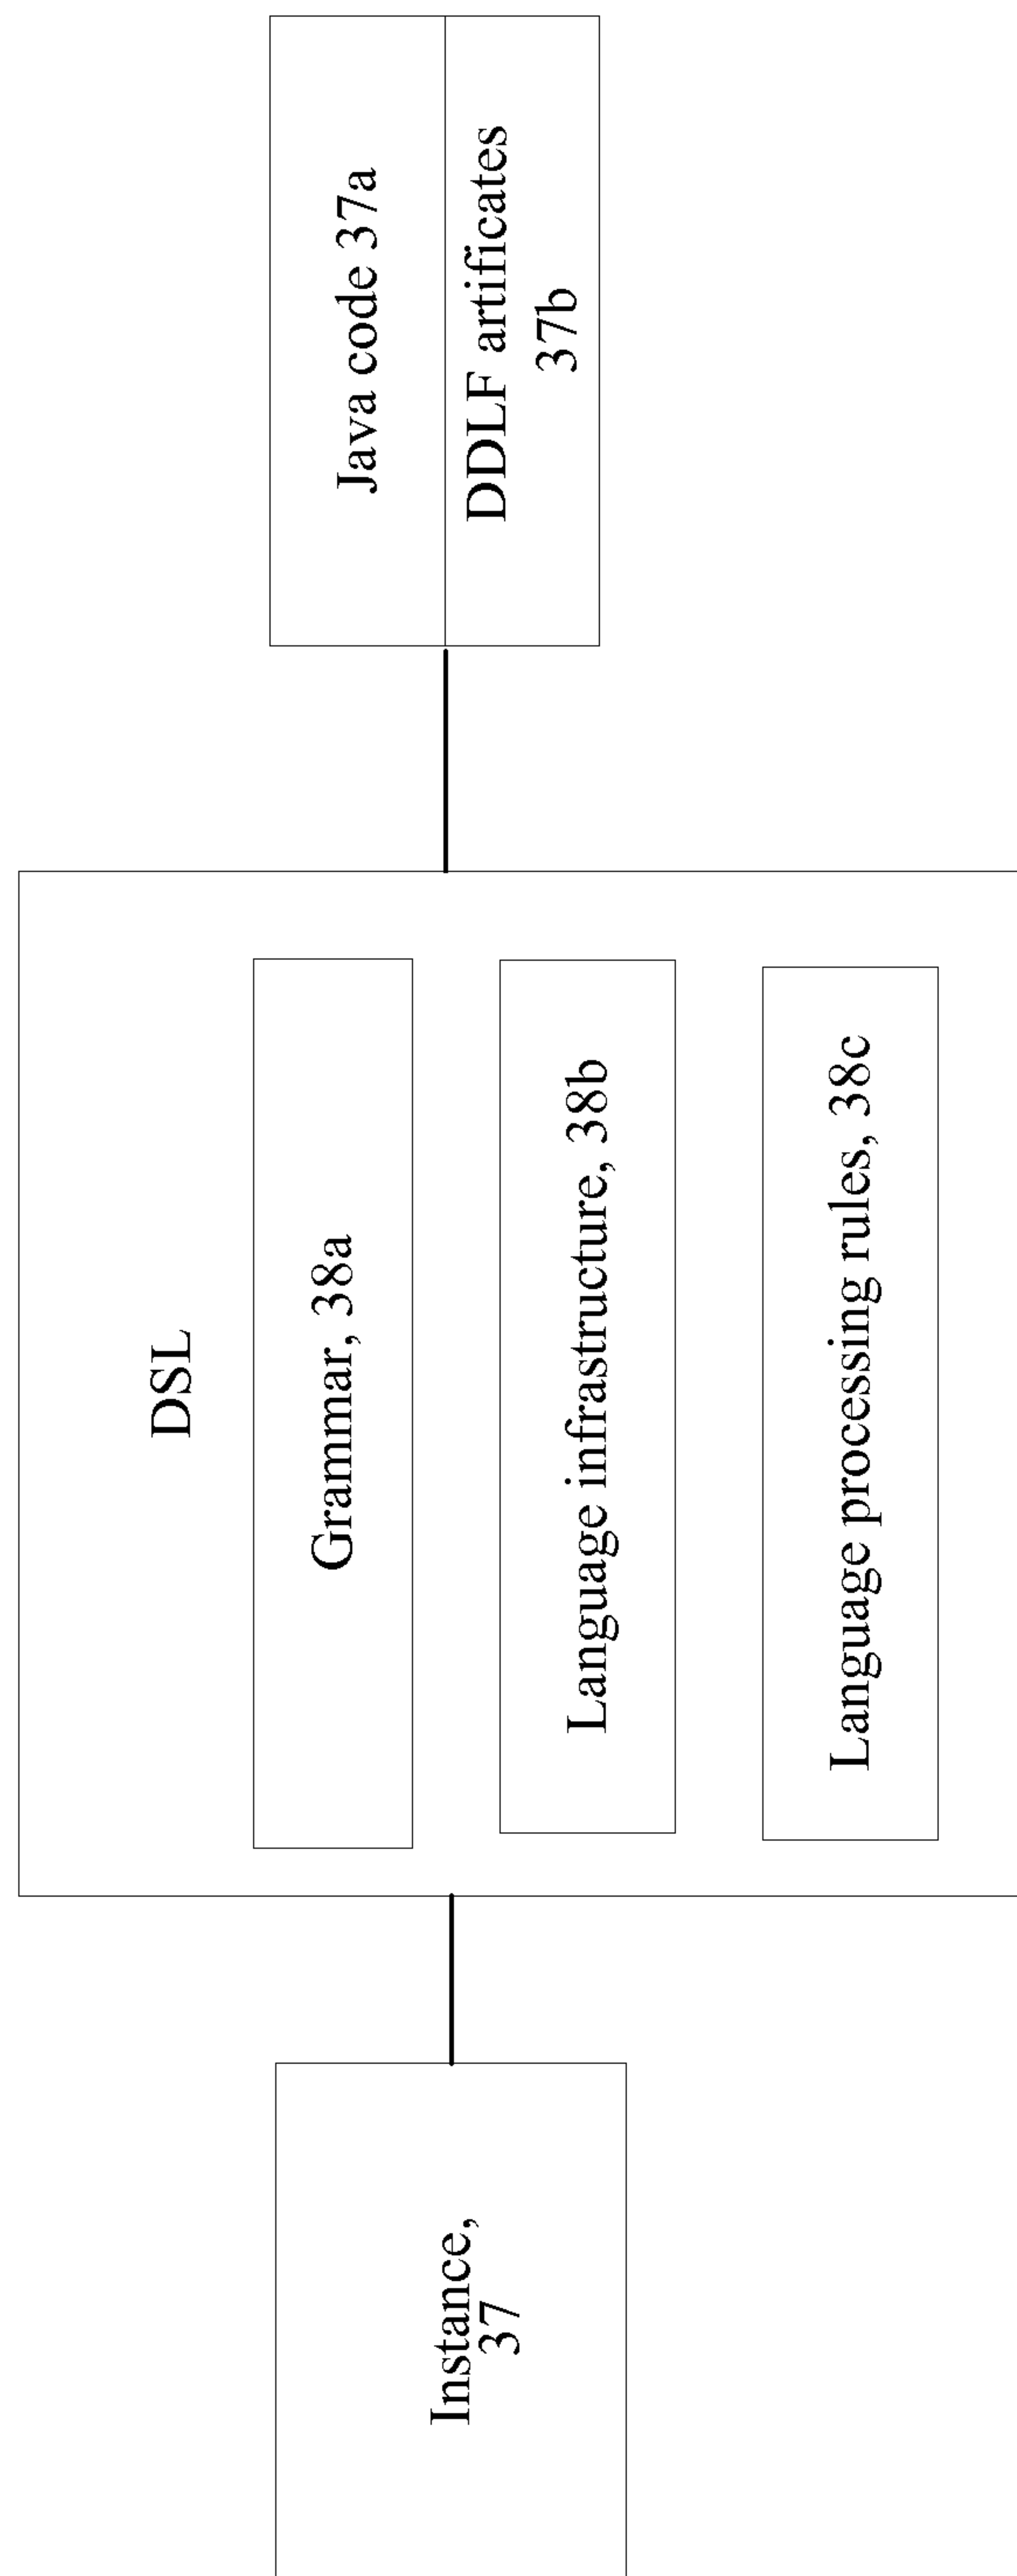 Instance,
37
DSL
Grammar, 38a
Language infrastructure, 38b
Language processing rules, 38c
Java code 37a
DDLF artificates
37b